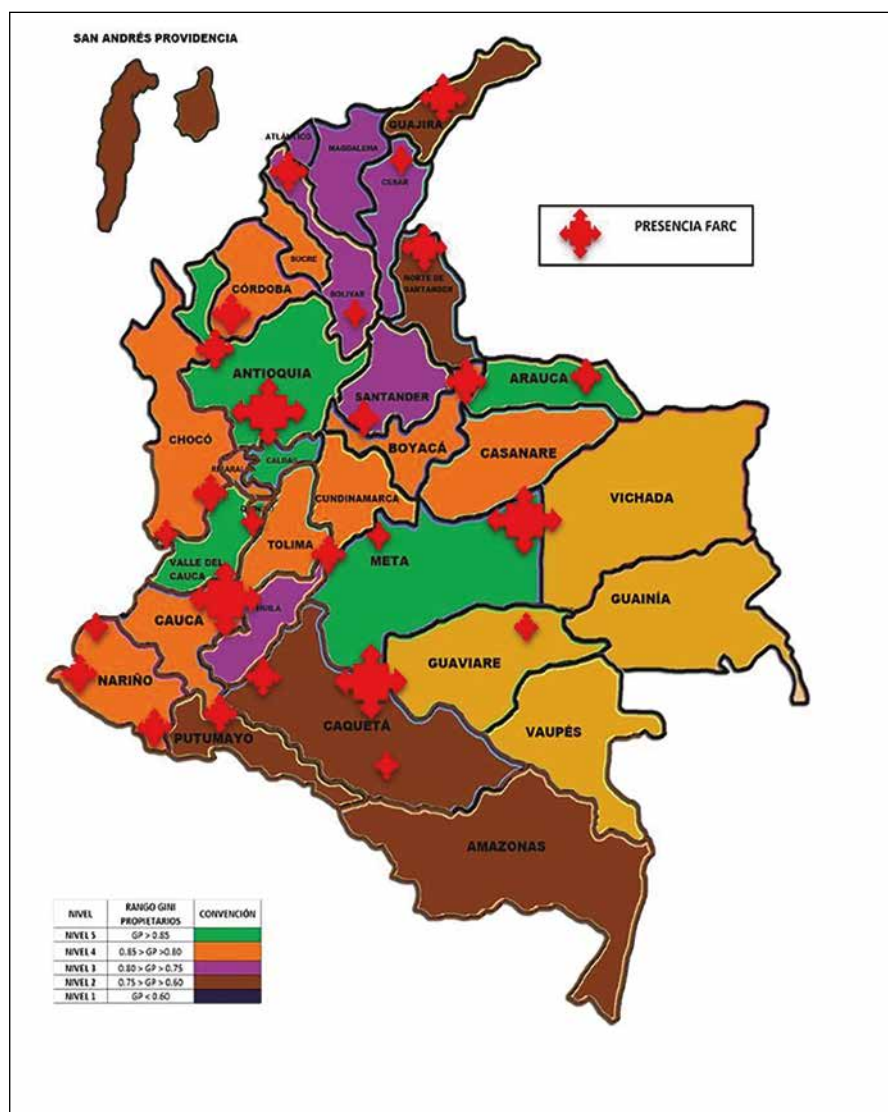 SAN ANDRÉS PROVIDENCIA
GUAJIRA
ATLÁNTICO
MAGDALENA
CESAR
PRESENCIA FARC
SUCRE
NORTE DE
SANTANDER
CÓRDOBA
BOLIVAR
ANTIOQUIA
ARAUCA
SANTANDER
CHOCÓ
BOYACÁ
CASANARE
CALDAS
CUNDINAMARCA
VICHADA
TOLIMA
META
VALLE DEL
CAUCA
GUAINÍA
CAUCA
HUILA
GUAVIARE
NARIÑO
CAQUETÁ
VAUPÉS
PUTUMAYO
AMAZONAS
NIVEL RANGO GINI PROPIETARIOS CONVENCIÓN
NIVEL 5 GP > 0.85
NIVEL 4 0.85 > GP >0.80
NIVEL 3 0.80 > GP > 0.75
NIVEL 2 0.75 > GP > 0.60
NIVEL 1 GP < 0.60